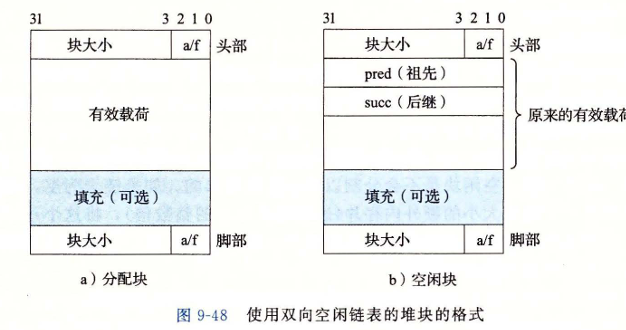 31 3 2 1 0
块大小 a/f 头部
有效载荷
填充（可选）
块大小 a/f 脚部
a）分配块
31 3 2 1 0
块大小 a/f 头部
pred（祖先）
succ（后继）
原来的有效载荷
填充（可选）
块大小 a/f 脚部
b）空闲块
图 9-48 使用双向空闲链表的堆块的格式